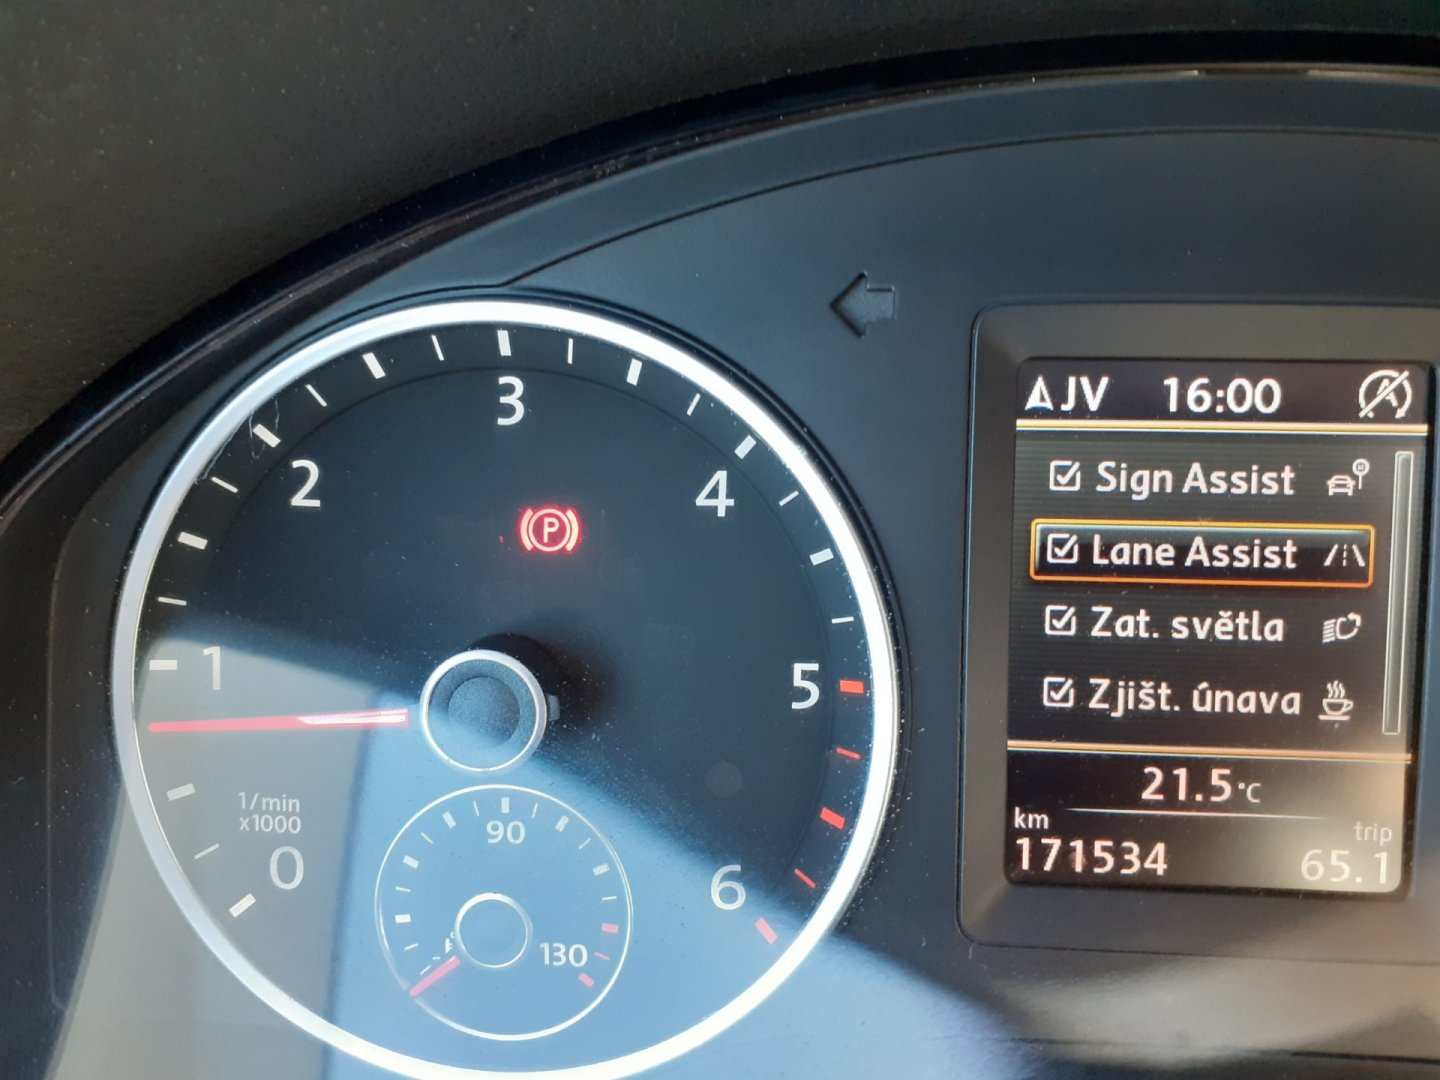 JV 16:00
Sign Assist
Lane Assist
Zat. světla
Zjišt. únava
21.5°C
km
trip
171534
65.1
3
2
4
P
1
5
1/min
x1000
0
6
90
130